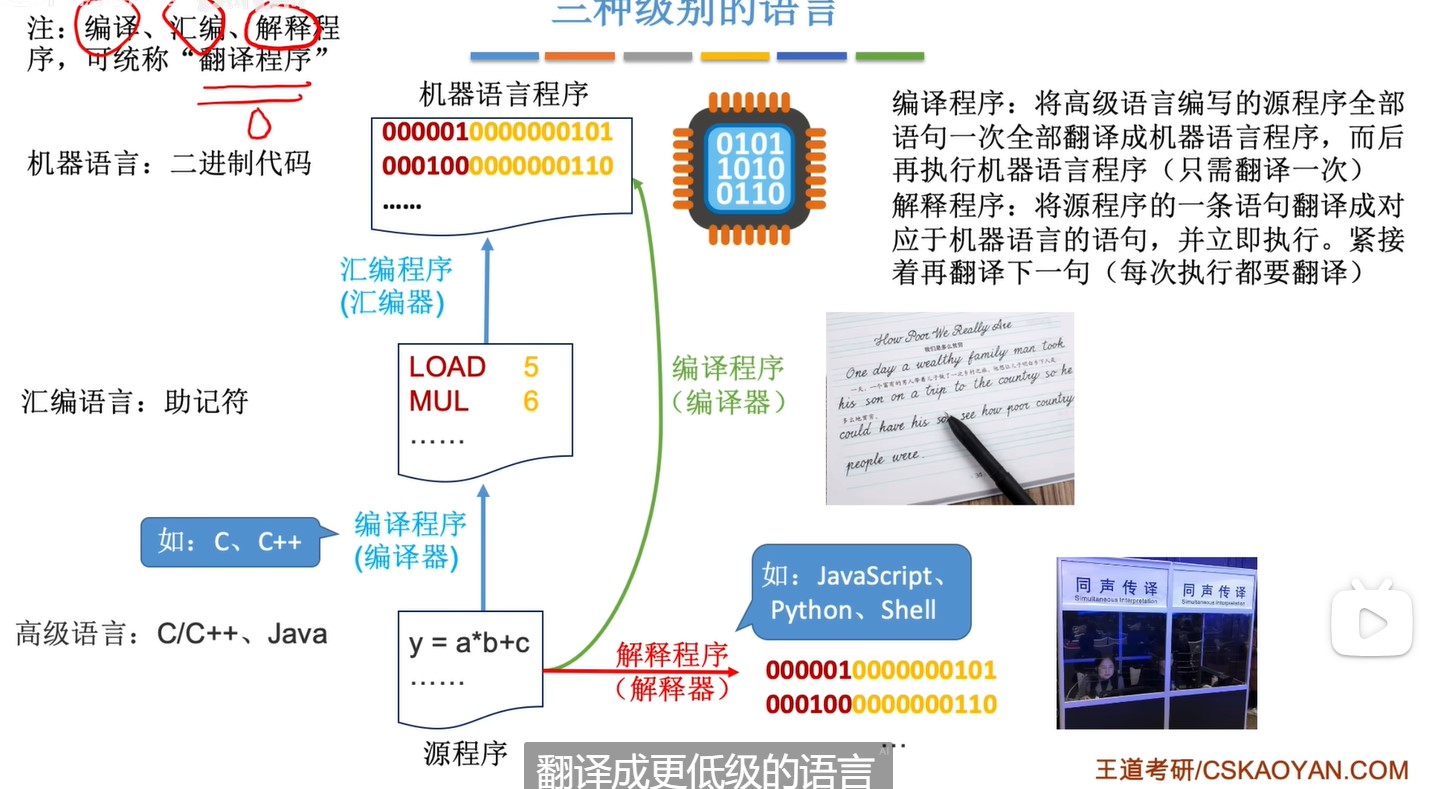 三种级别的语言
注：编译、汇编、解释程
序，可统称“翻译程序”
机器语言程序
0000010000000101
0001000000000110
……
0101
1010
0110
机器语言：二进制代码
编译程序：将高级语言编写的源程序全部
语句一次全部翻译成机器语言程序，而后
再执行机器语言程序（只需翻译一次）
解释程序：将源程序的一条语句翻译成对
应于机器语言的语句，并立即执行。紧接
着再翻译下一句（每次执行都要翻译）
汇编程序
(汇编器)
LOAD 5
MUL 6
……
汇编语言：助记符
编译程序
（编译器）
How Poor We Really Are
我们是多么贫穷
One day a wealthy family man took
his son on a trip to the country so he
could have his son see how poor country
people were.
如：C、C++
编译程序
(编译器)
如：JavaScript、
Python、Shell
同声传译
Simultaneous Interpretation
同声传译
Simultaneous Interpretation
高级语言：C/C++、Java
y = a*b+c
……
源程序
解释程序
（解释器）
0000010000000101
0001000000000110
…
翻译成更低级的语言
王道考研/CSKAOYAN.COM